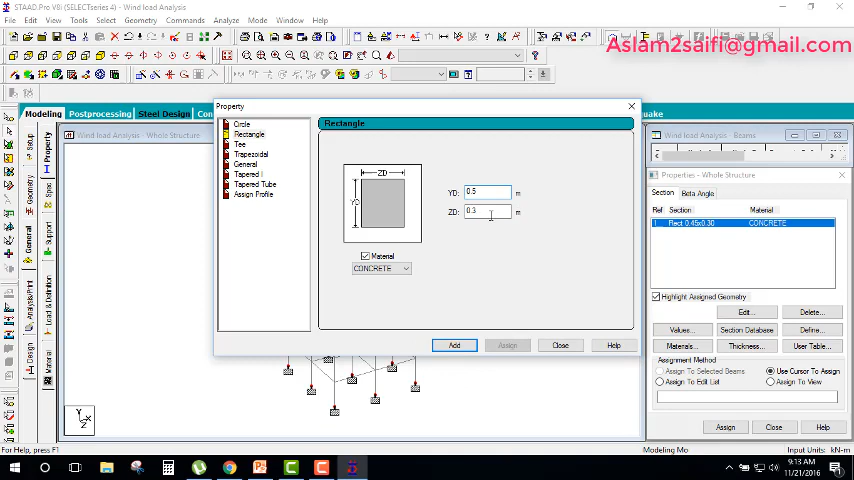 STAAD.Pro V8i (SELECTseries 4) - Wind load Analysis
File Edit View Tools Select Geometry Commands Analyze Mode Window Help
Aslam2saifi@gmail.com
Modeling Postprocessing Steel Design Con quake
Wind load Analysis - Whole Structure
Wind load Analysis - Beams
Setup
Geometry
General
Analysis/Print
Design
Property
Spec
Support
Load & Definition
Material
Property
Circle
Rectangle
Tee
Trapezoidal
General
Tapered I
Tapered Tube
Assign Profile
Rectangle
ZD
YD
YD: 0.5 m
ZD: 0.3 m
Material
CONCRETE
Add Assign Close Help
Properties - Whole Structure
Section Beta Angle
Ref Section Material
1 Rect 0.45x0.30 CONCRETE
Highlight Assigned Geometry
Edit... Delete...
Values... Section Database Define...
Materials... Thickness... User Table...
Assignment Method
Assign To Selected Beams Use Cursor To Assign
Assign To Edit List Assign To View
Assign Close Help
Y
X
Z
For Help, press F1
Modeling Mo
Input Units: kN-m
9:13 AM
11/21/2016